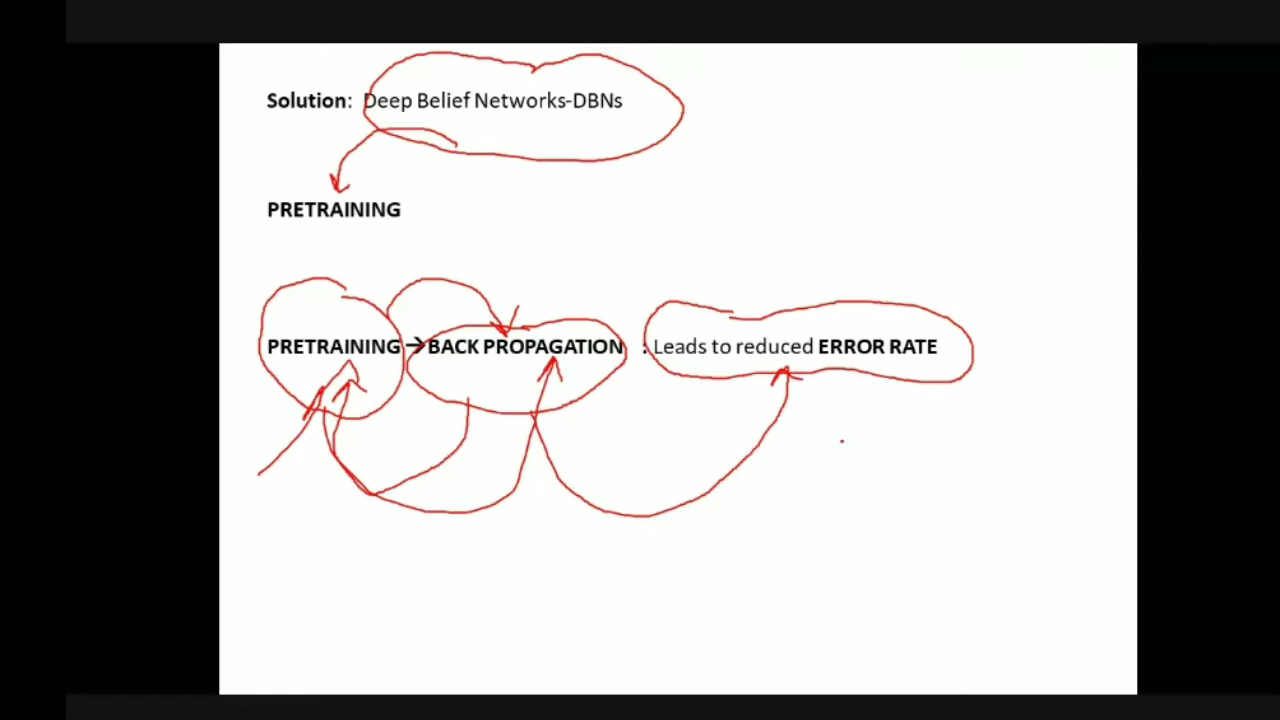 Solution: Deep Belief Networks-DBNs
PRETRAINING
PRETRAINING → BACK PROPAGATION : Leads to reduced ERROR RATE